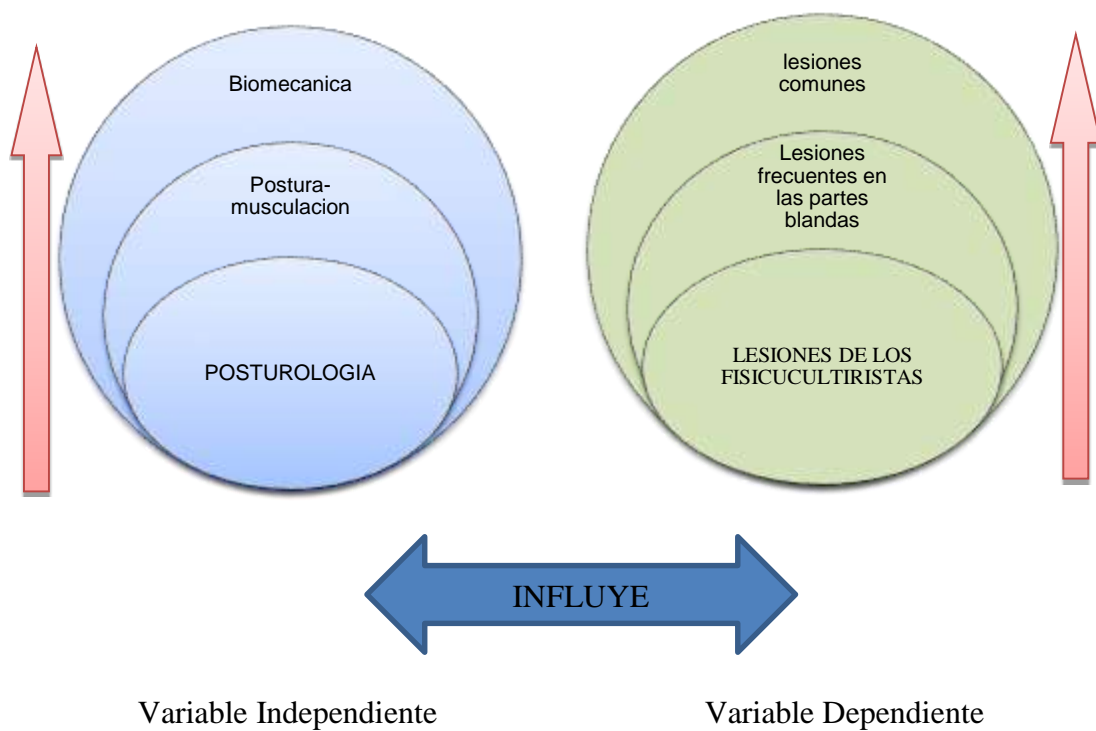 Biomecanica
Postura-
musculacion
POSTUROLOGIA
lesiones
comunes
Lesiones
frecuentes en
las partes
blandas
LESIONES DE LOS
FISICUCULTIRISTAS
INFLUYE
Variable Independiente
Variable Dependiente